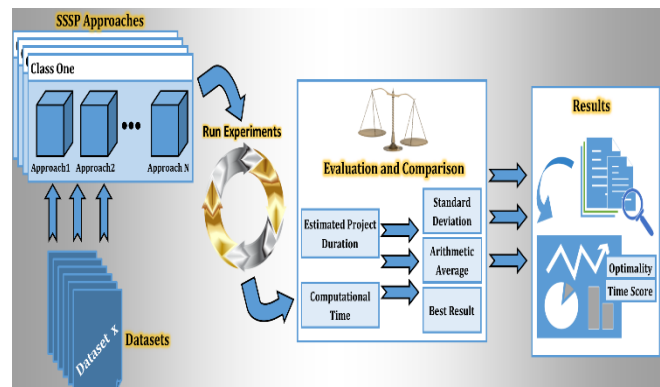 SSSP Approaches
Class One
Approach1
Approach2
Approach N
Datasets
Dataset x
Run Experiments
Evaluation and Comparison
Estimated Project
Duration
Computational
Time
Standard
Deviation
Arithmetic
Average
Best Result
Results
Optimality
Time Score